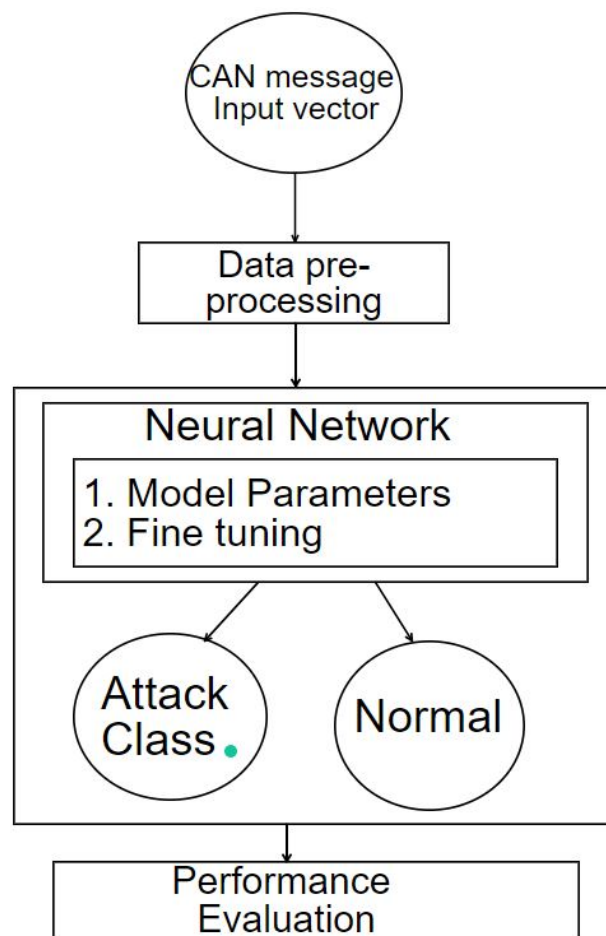 CAN message
Input vector
Data pre-
processing
Neural Network
1. Model Parameters
2. Fine tuning
Attack
Class
Normal
Performance
Evaluation